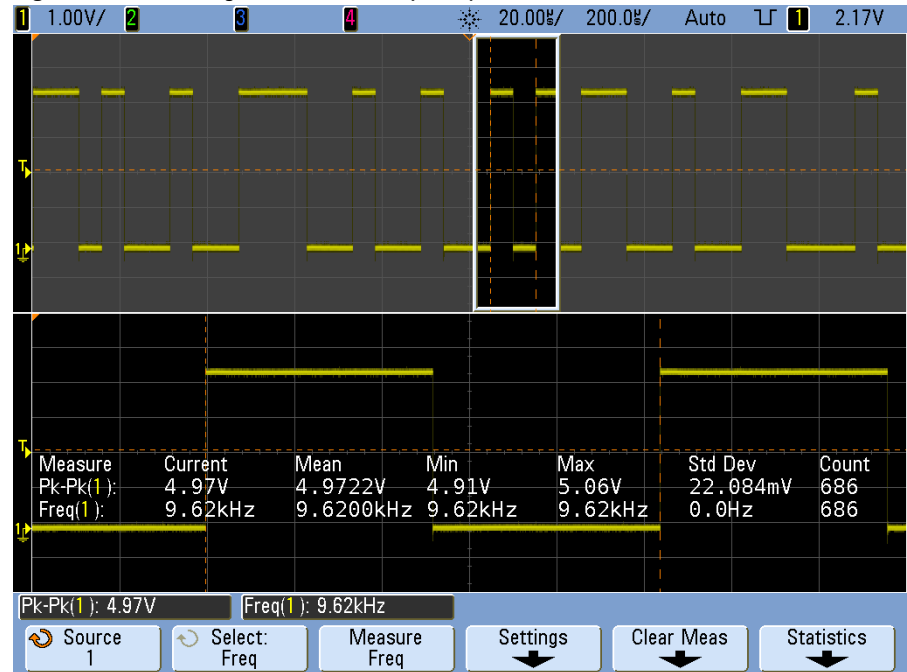 1 1.00V/ 2 3 4 20.00㎲/ 200.0㎲/ Auto 1 2.17V
T
1
T
Measure Current Mean Min Max Std Dev Count
Pk-Pk(1): 4.97V 4.9722V 4.91V 5.06V 22.084mV 686
Freq(1): 9.62kHz 9.6200kHz 9.62kHz 9.62kHz 0.0Hz 686
1
Pk-Pk(1): 4.97V Freq(1): 9.62kHz
Source Select: Measure Settings Clear Meas Statistics
1 Freq Freq